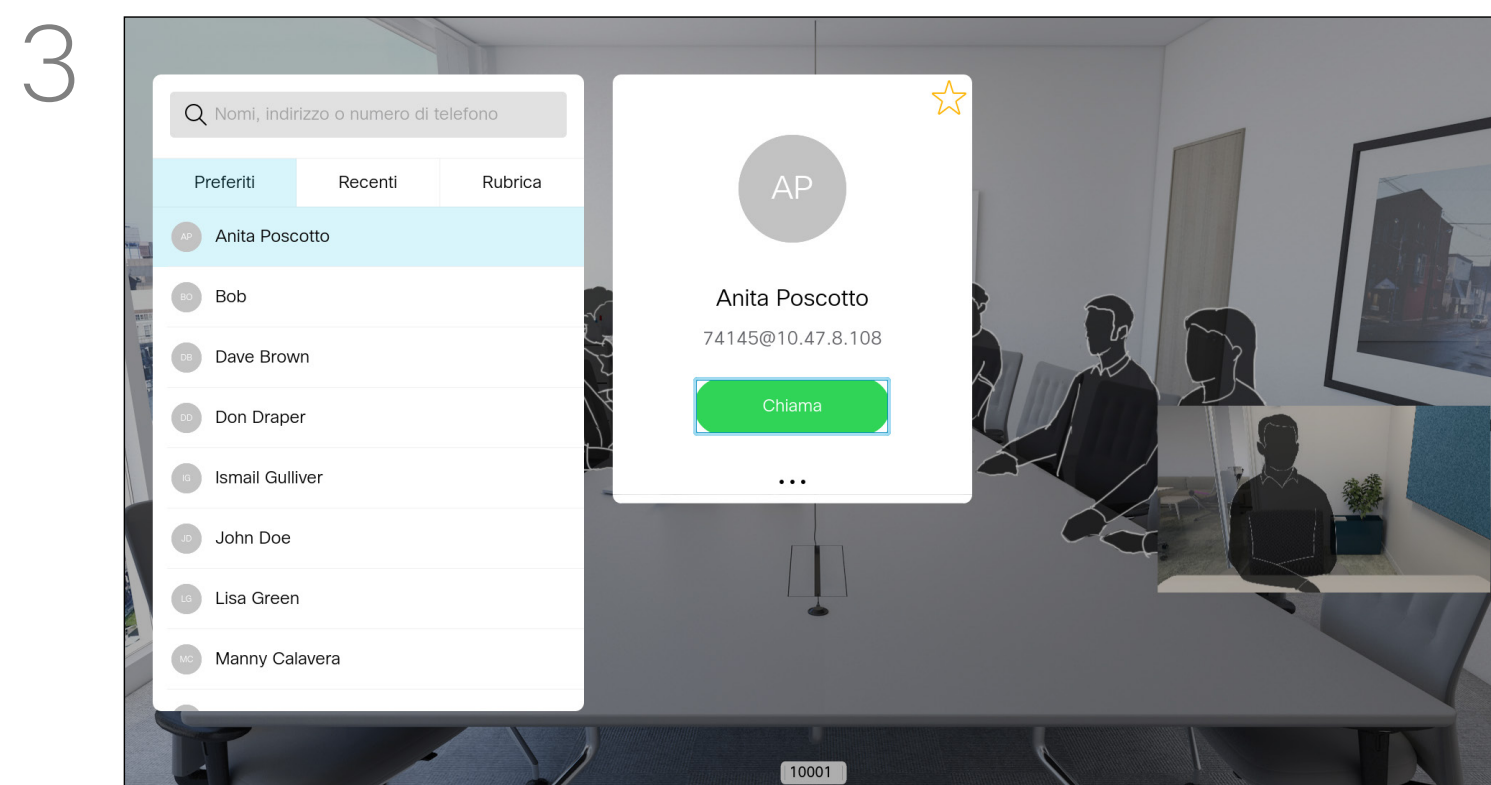 3
Nomi, indirizzo o numero di telefono
Preferiti
Recenti
Rubrica
AP
Anita Poscotto
BO
Bob
DB
Dave Brown
DD
Don Draper
IG
Ismail Gulliver
JD
John Doe
LG
Lisa Green
MC
Manny Calavera
AP
Anita Poscotto
74145@10.47.8.108
Chiama
...
10001